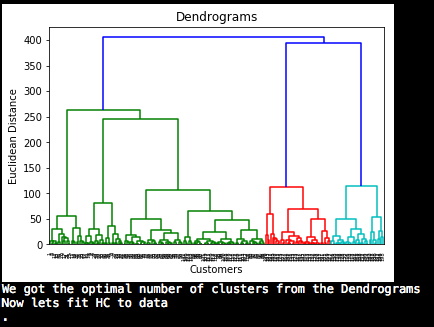 Dendrograms
400
350
300
250
200
150
100
50
0
Euclidean Distance
Customers
We got the optimal number of clusters from the Dendrograms
Now lets fit HC to data
.